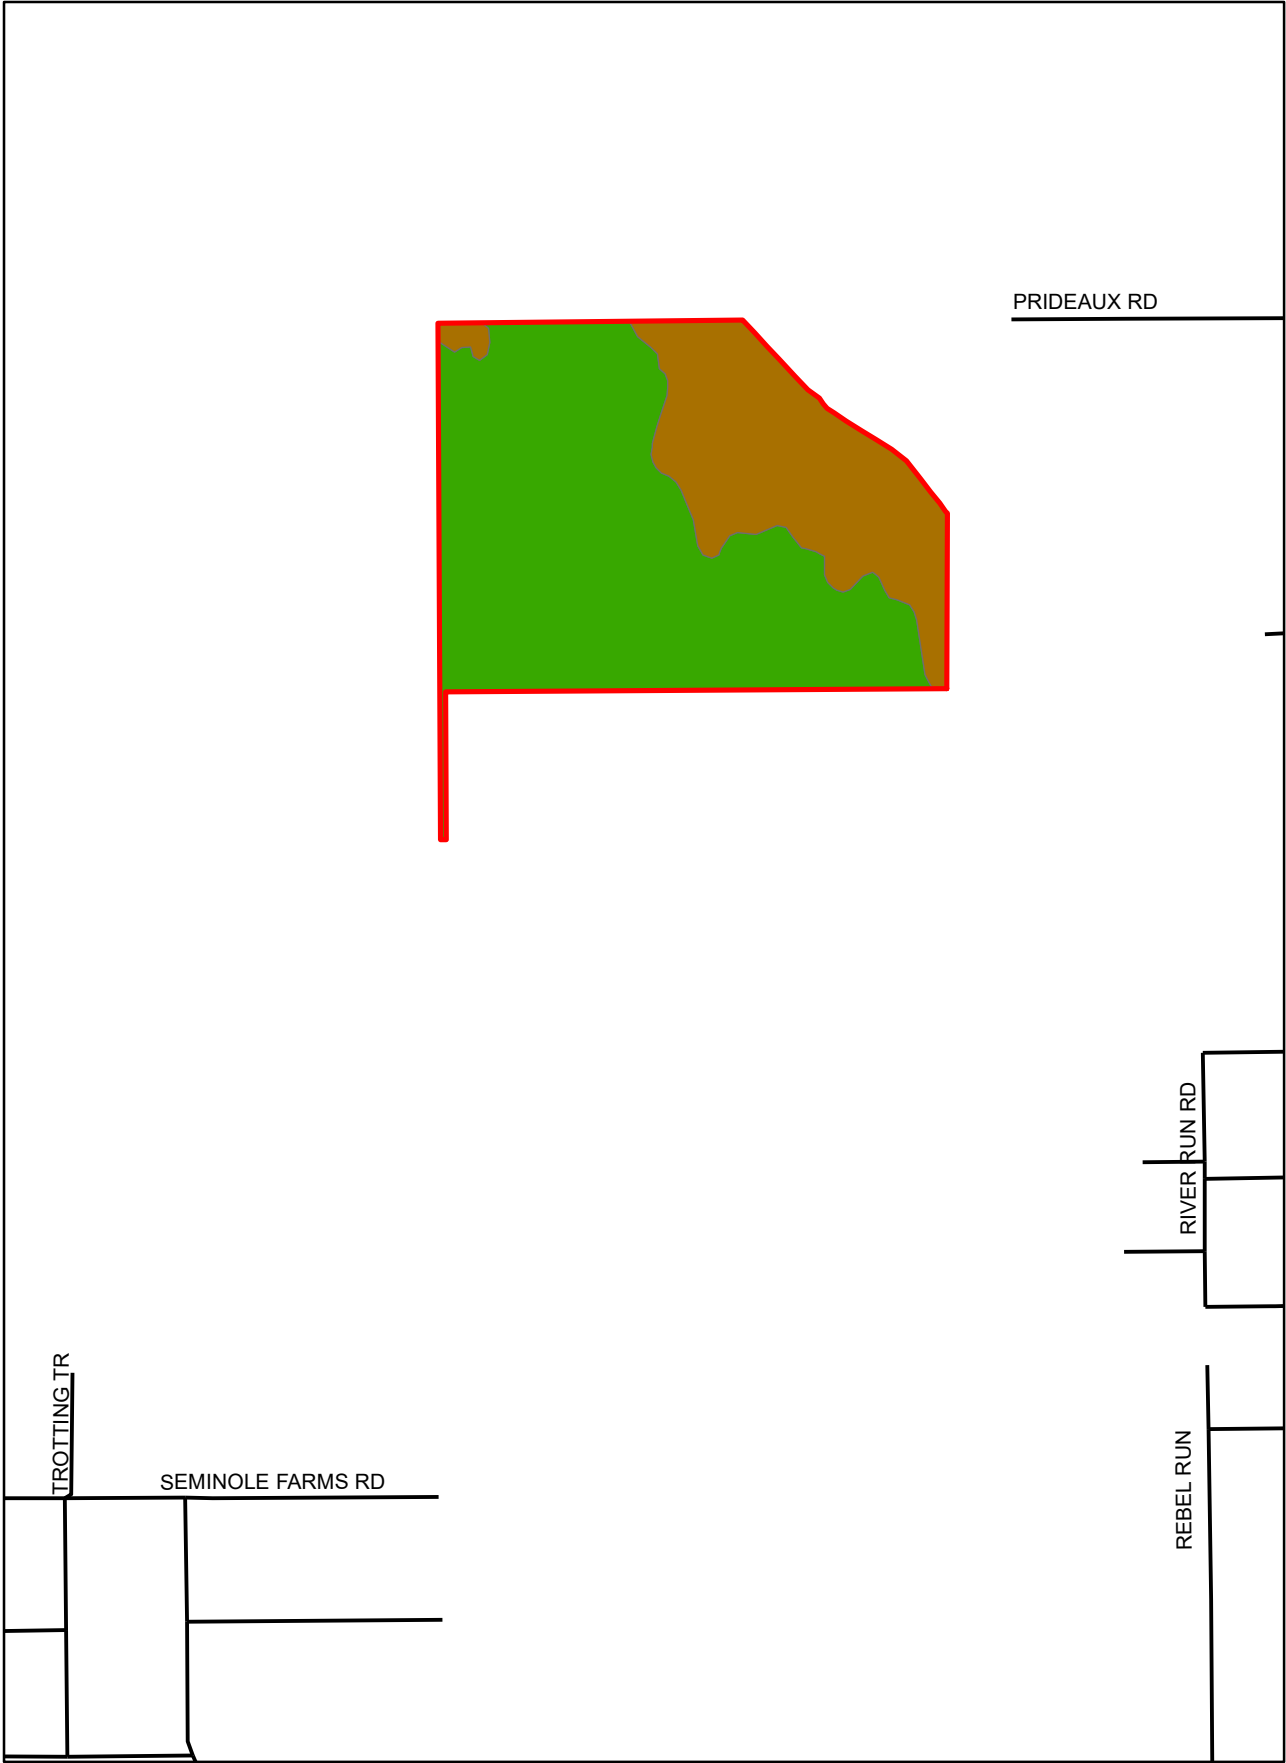 PRIDEAUX RD
RIVER RUN RD
TROTTING TR
SEMINOLE FARMS RD
REBEL RUN